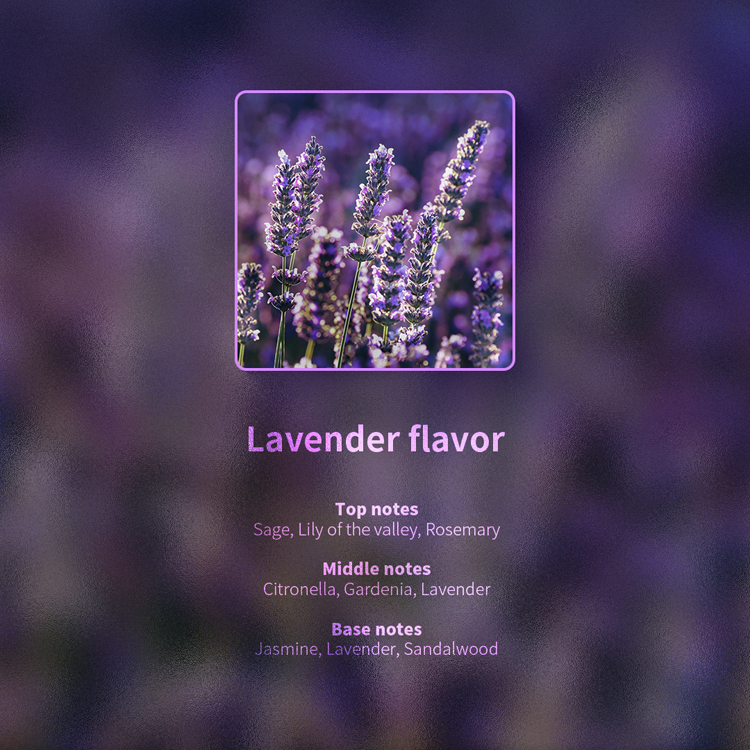 Lavender flavor
Top notes
Sage, Lily of the valley, Rosemary
Middle notes
Citronella, Gardenia, Lavender
Base notes
Jasmine, Lavender, Sandalwood